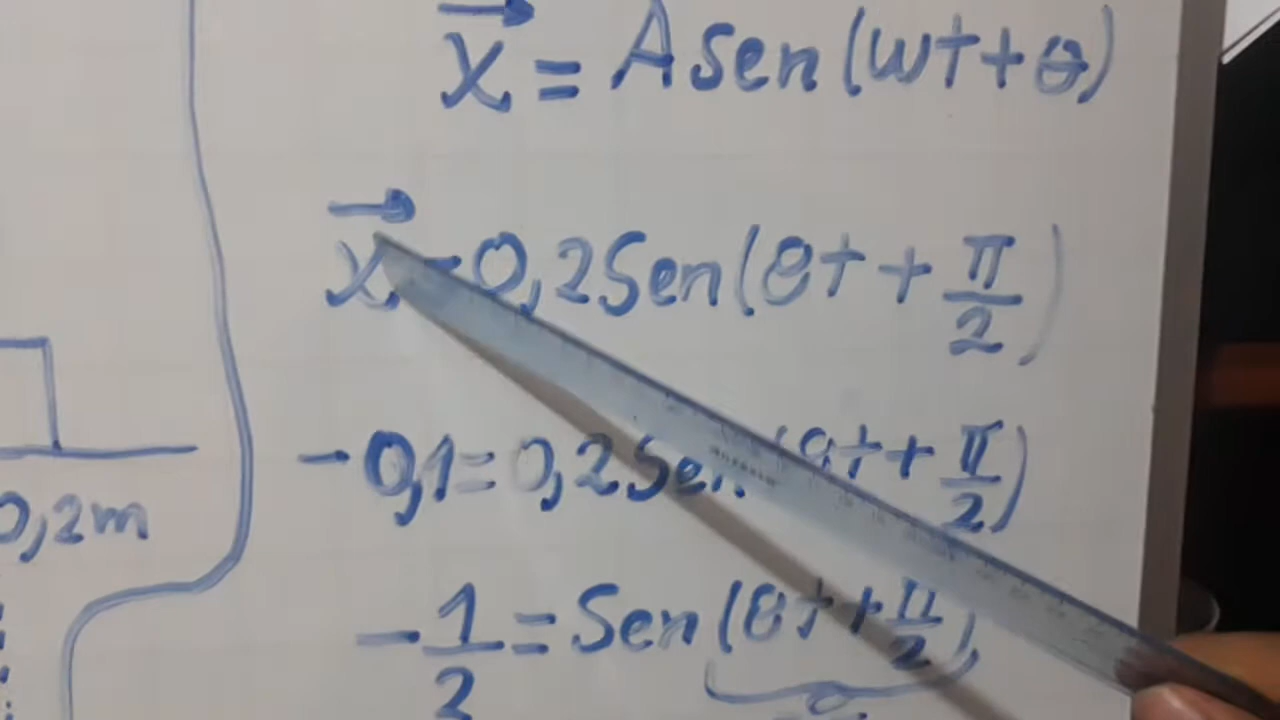 x⃗ = A sen (wt + θ)
x⃗ = 0,2 Sen (8t + π/2)
-0,1 = 0,2 Sen (8t + π/2)
-1/2 = Sen (8t + π/2)
0,2m